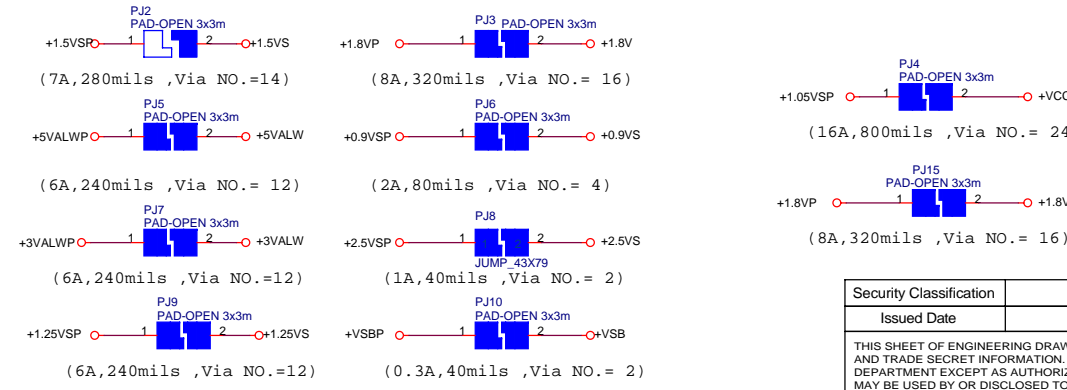 PJ2
PAD-OPEN 3x3m
+1.5VSP 1 2 +1.5VS
(7A,280mils ,Via NO.=14)
PJ3 PAD-OPEN 3x3m
+1.8VP 1 2 +1.8V
(8A,320mils ,Via NO.= 16)
PJ4
PAD-OPEN 3x3m
+1.05VSP 1 2 +VCC
(16A,800mils ,Via NO.= 24
PJ5
PAD-OPEN 3x3m
+5VALWP 1 2 +5VALW
(6A,240mils ,Via NO.= 12)
PJ6
PAD-OPEN 3x3m
+0.9VSP 1 2 +0.9VS
(2A,80mils ,Via NO.= 4)
PJ15
PAD-OPEN 3x3m
+1.8VP 1 2 +1.8V
(8A,320mils ,Via NO.= 16)
PJ7
PAD-OPEN 3x3m
+3VALWP 1 2 +3VALW
(6A,240mils ,Via NO.=12)
PJ8
+2.5VSP 1 1 2 2 +2.5VS
JUMP_43X79
(1A,40mils ,Via NO.= 2)
PJ9
PAD-OPEN 3x3m
+1.25VSP 1 2 +1.25VS
(6A,240mils ,Via NO.=12)
PJ10
PAD-OPEN 3x3m
+VSBP 1 2 +VSB
(0.3A,40mils ,Via NO.= 2)
Security Classification
Issued Date
THIS SHEET OF ENGINEERING DRAW
AND TRADE SECRET INFORMATION.
DEPARTMENT EXCEPT AS AUTHORIZ
MAY BE USED BY OR DISCLOSED TO